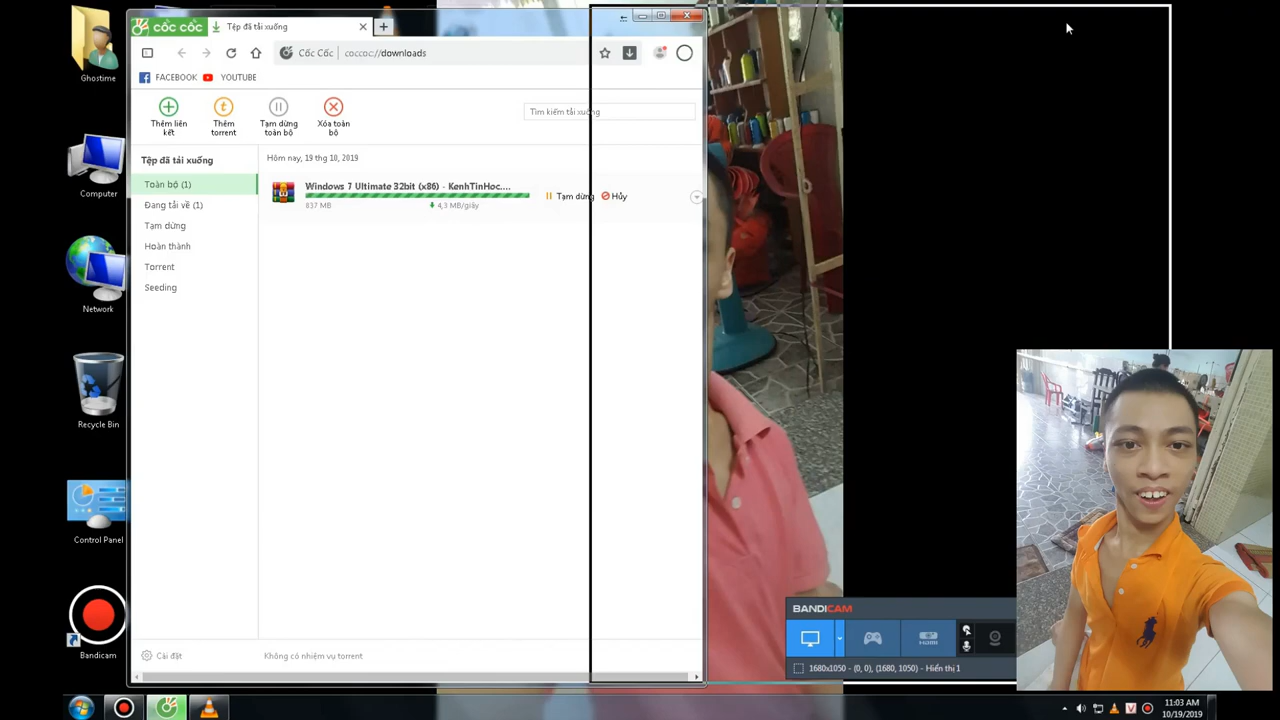 Ghostime
Computer
Network
Recycle Bin
Control Panel
Bandicam
cốc cốc
Tệp đã tải xuống
Cốc Cốc
coccoc://downloads
FACEBOOK
YOUTUBE
Thêm liên kết
Thêm torrent
Tạm dừng toàn bộ
Xóa toàn bộ
Tìm kiếm tải xuống
Tệp đã tải xuống
Toàn bộ (1)
Đang tải về (1)
Tạm dừng
Hoàn thành
Torrent
Seeding
Hôm nay, 19 thg 10, 2019
Windows 7 Ultimate 32bit (x86) - KenhTinHoc....
837 MB
4,3 MB/giây
Tạm dừng
Hủy
Cài đặt
Không có nhiệm vụ torrent
BANDICAM
HDMI
1680x1050 - (0, 0), (1680, 1050) - Hiển thị 1
V
11:03 AM
10/19/2019